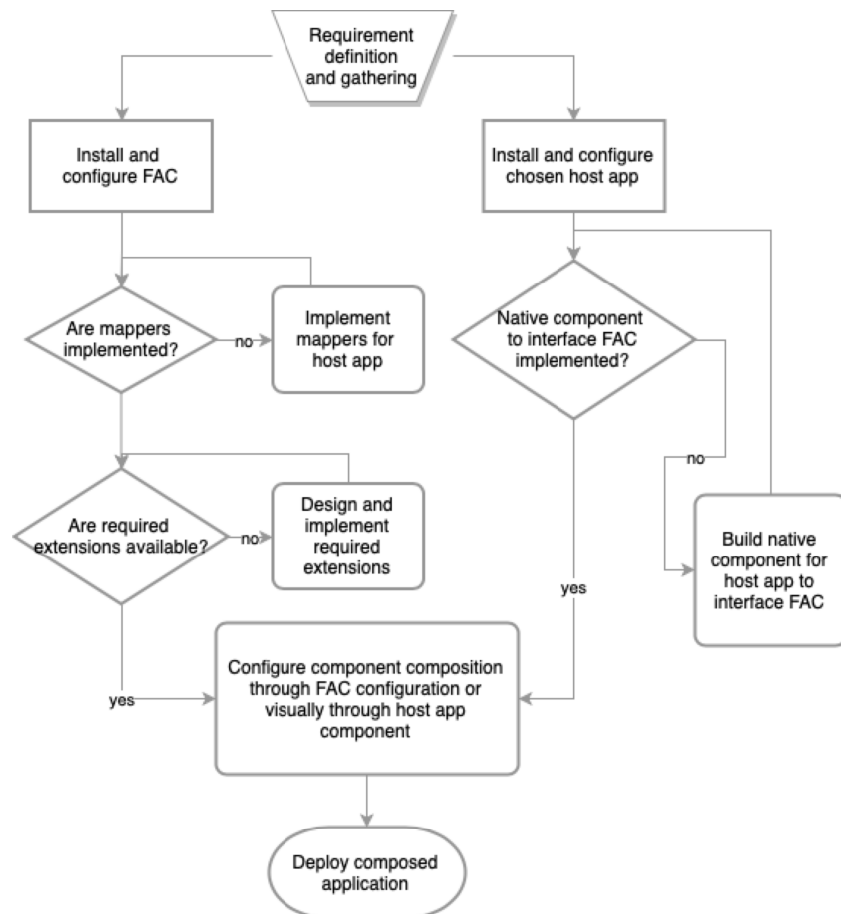 Requirement
definition
and gathering
Install and
configure FAC
Install and configure
chosen host app
Are mappers
implemented?
no
Implement
mappers for
host app
Native component
to interface FAC
implemented?
no
Are required
extensions available?
no
Design and
implement
required
extensions
Build native
component for
host app to
interface FAC
yes
yes
Configure component composition
through FAC configuration or
visually through host app
component
Deploy composed
application